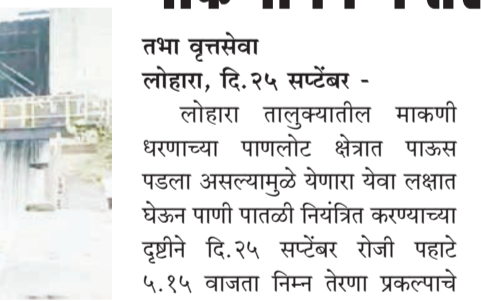 तभा वृत्तसेवा
लोहारा, दि.२५ सप्टेंबर -
लोहारा तालुक्यातील माकणी
धरणाच्या पाणलोट क्षेत्रात पाऊस
पडला असल्यामुळे येणारा येवा लक्षात
घेऊन पाणी पातळी नियंत्रित करण्याच्या
दृष्टीने दि.२५ सप्टेंबर रोजी पहाटे
५.१५ वाजता निम्न तेरणा प्रकल्पाचे